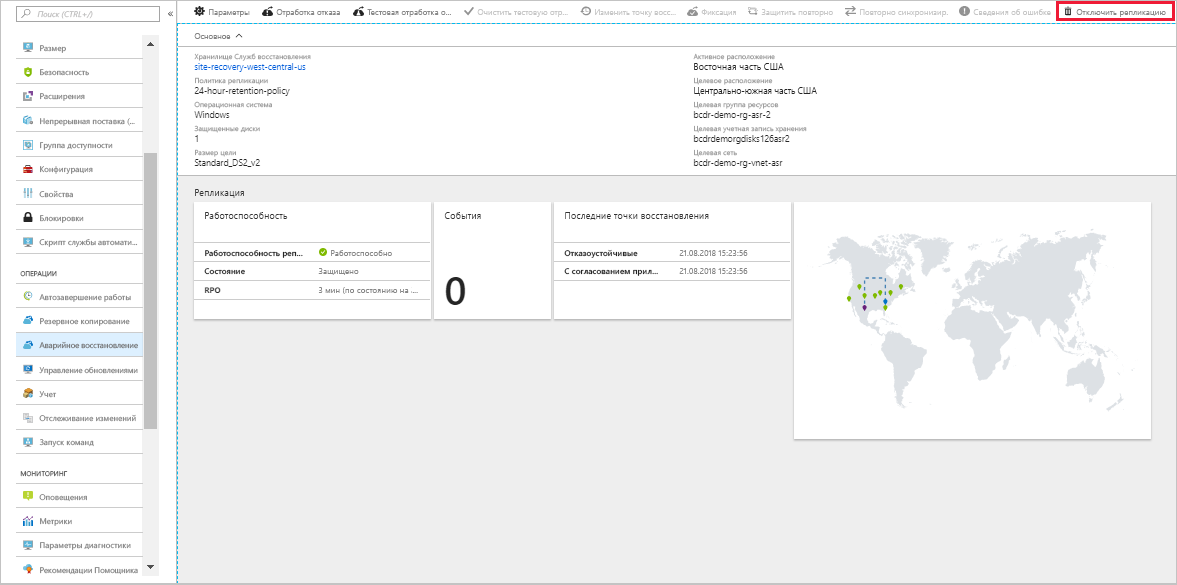 Поиск (CTRL+/)
«
Параметры
Отработка отказа
Тестовая отработка о...
Очистить тестовую отр...
Изменить точку восс...
Фиксация
Защитить повторно
Повторно синхронизир.
Сведения об ошибке
Отключить репликацию
Размер
Безопасность
Расширения
Непрерывная поставка (...
Группа доступности
Конфигурация
Свойства
Блокировки
Скрипт службы автомати...
ОПЕРАЦИИ
Автозавершение работы
Резервное копирование
Аварийное восстановление
Управление обновлениями
Учет
Отслеживание изменений
Запуск команд
МОНИТОРИНГ
Оповещения
Метрики
Параметры диагностики
Рекомендации Помощника
Основное
Хранилище Служб восстановления
site-recovery-west-central-us
Политика репликации
24-hour-retention-policy
Операционная система
Windows
Защищенные диски
1
Размер цели
Standard_DS2_v2
Активное расположение
Восточная часть США
Целевое расположение
Центрально-южная часть США
Целевая группа ресурсов
bcdr-demo-rg-asr-2
Целевая учетная запись хранения
bcdrdemorgdisks126asr2
Целевая сеть
bcdr-demo-rg-vnet-asr
Репликация
Работоспособность
Работоспособность реп...
Работоспособно
Состояние
Защищено
RPO
3 мин (по состоянию на ...
События
0
Последние точки восстановления
Отказоустойчивые
21.08.2018 15:23:56
С согласованием прил...
21.08.2018 15:23:56